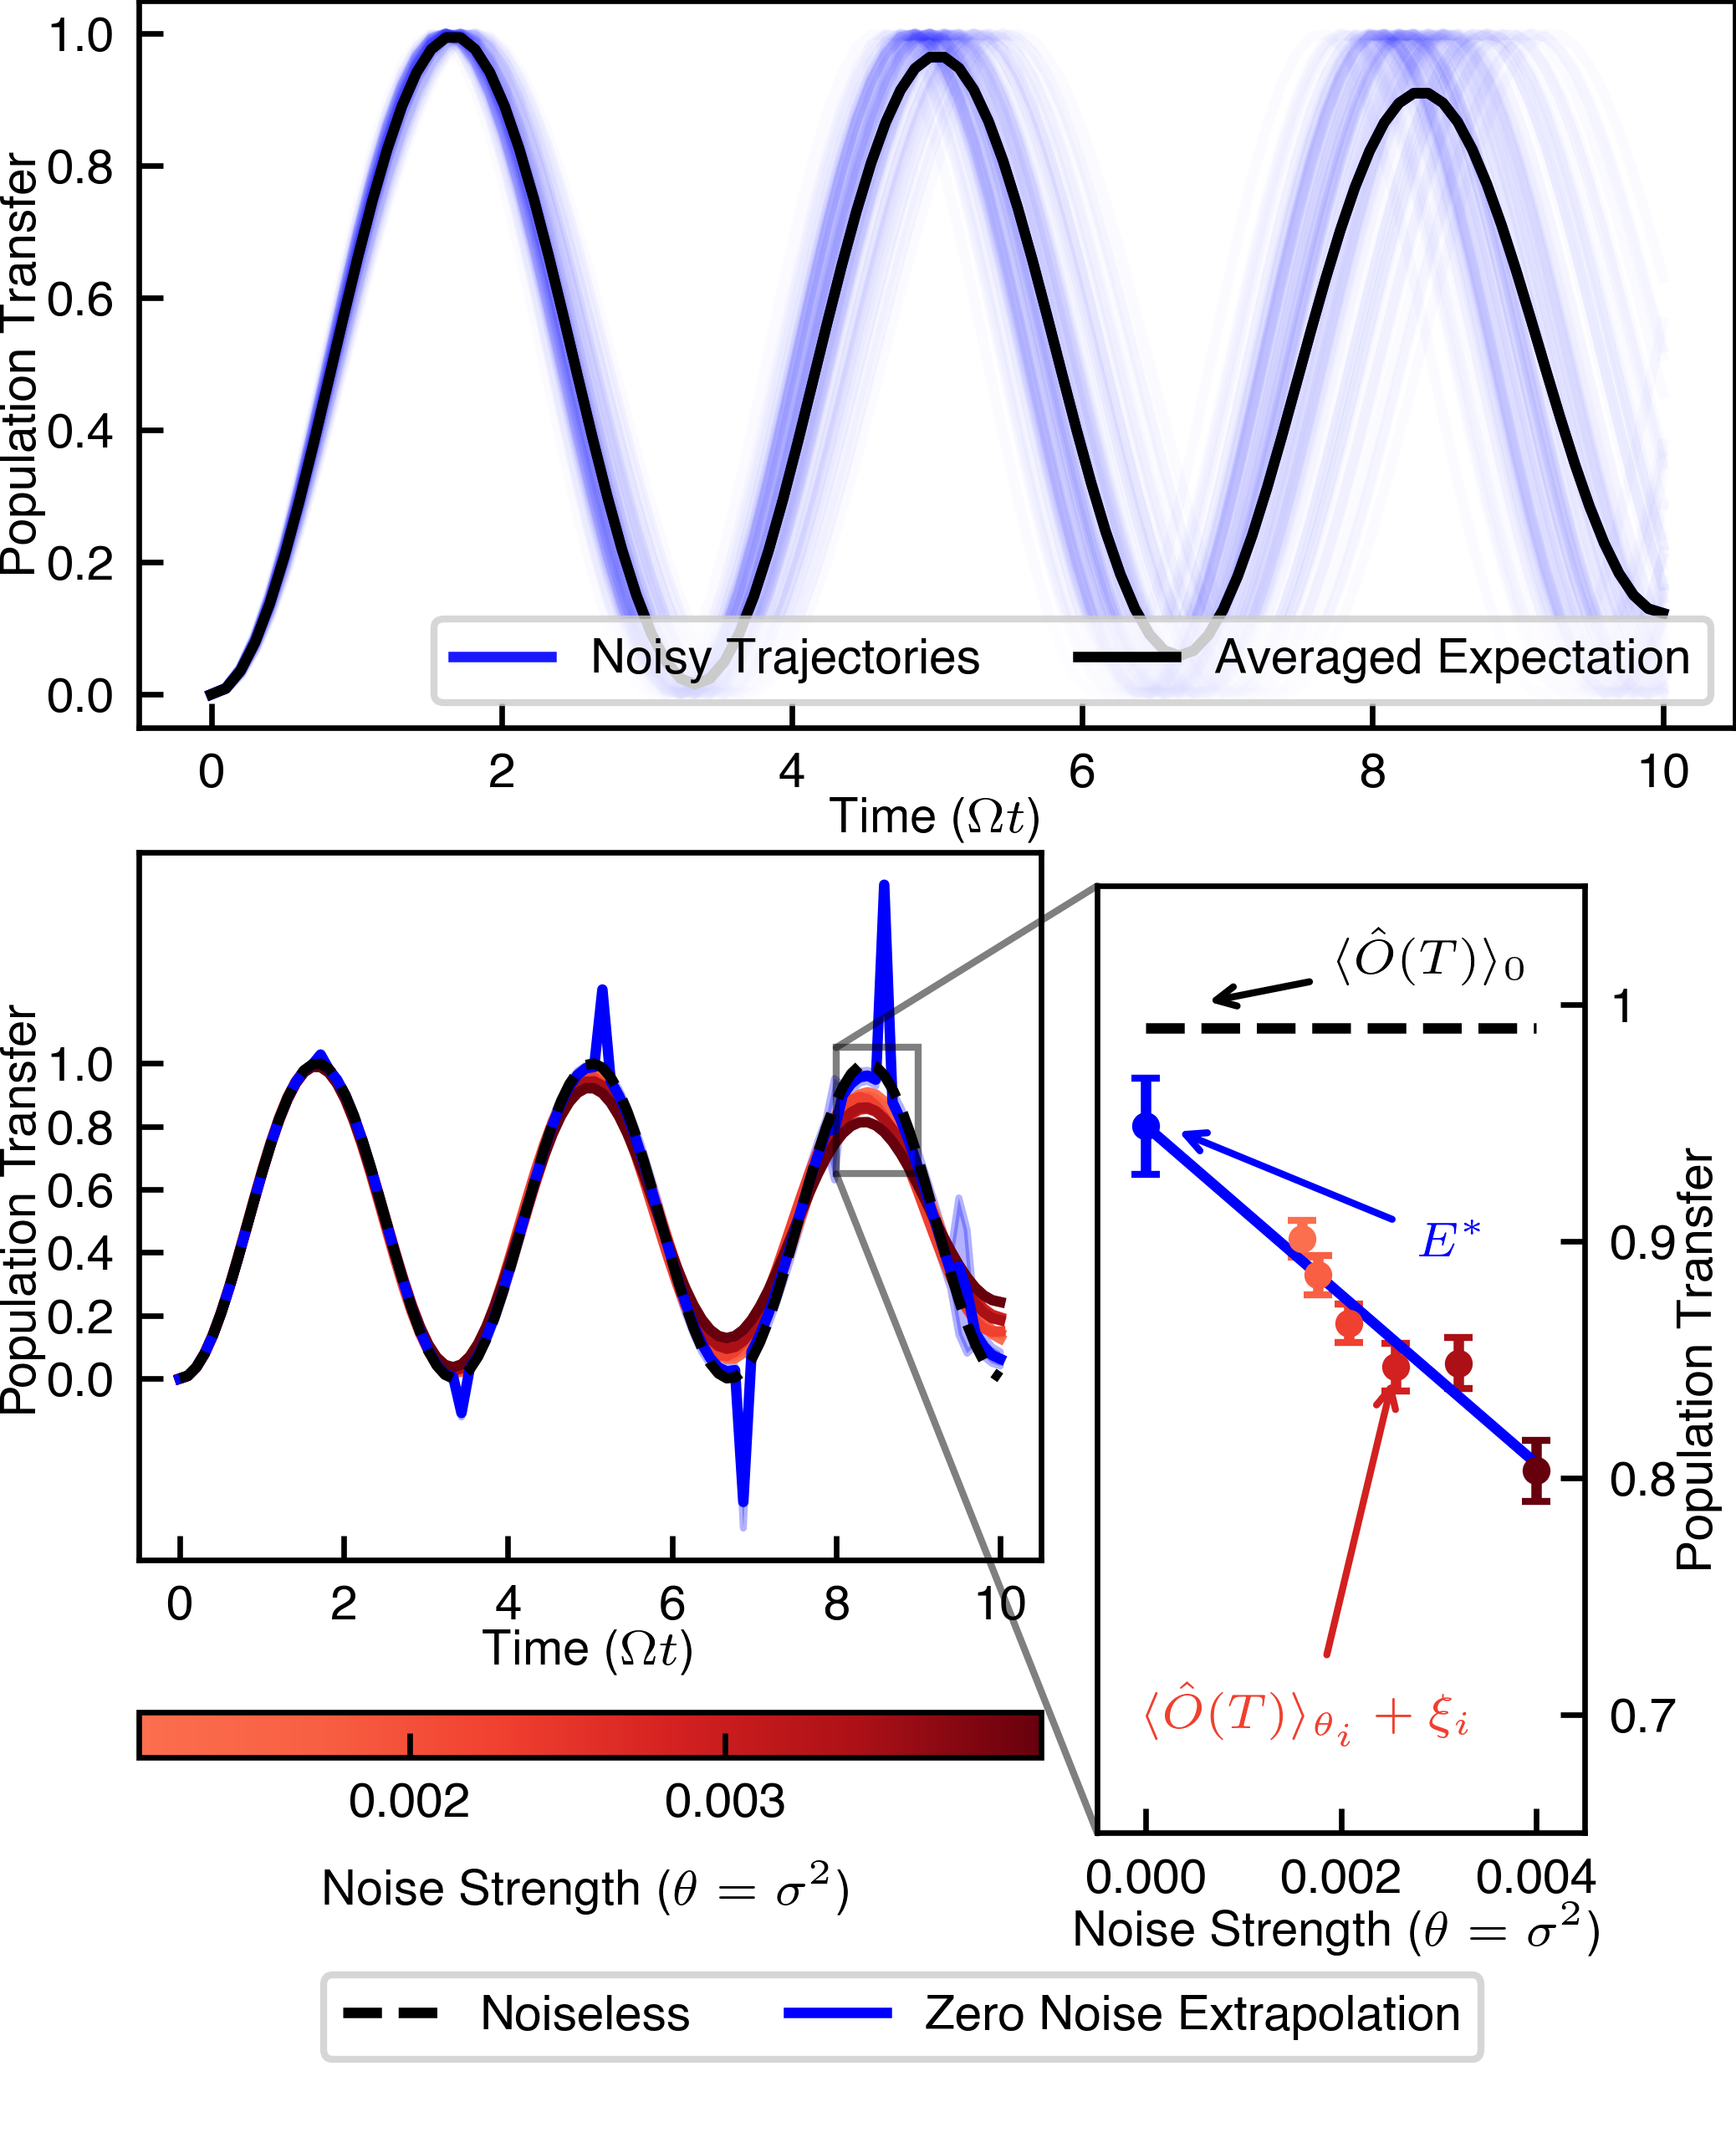 Population Transfer
1.0
0.8
0.6
0.4
0.2
0.0
Noisy Trajectories
Averaged Expectation
0 2 4 6 8 10
Time (Ωt)
Population Transfer
1.0
0.8
0.6
0.4
0.2
0.0
0 2 4 6 8 10
Time (Ωt)
0.002 0.003
Noise Strength (θ = σ²)
⟨Ô(T)⟩₀
E*
⟨Ô(T)⟩_{θ_i} + ξ_i
1
0.9
0.8
0.7
Population Transfer
0.000 0.002 0.004
Noise Strength (θ = σ²)
Noiseless
Zero Noise Extrapolation